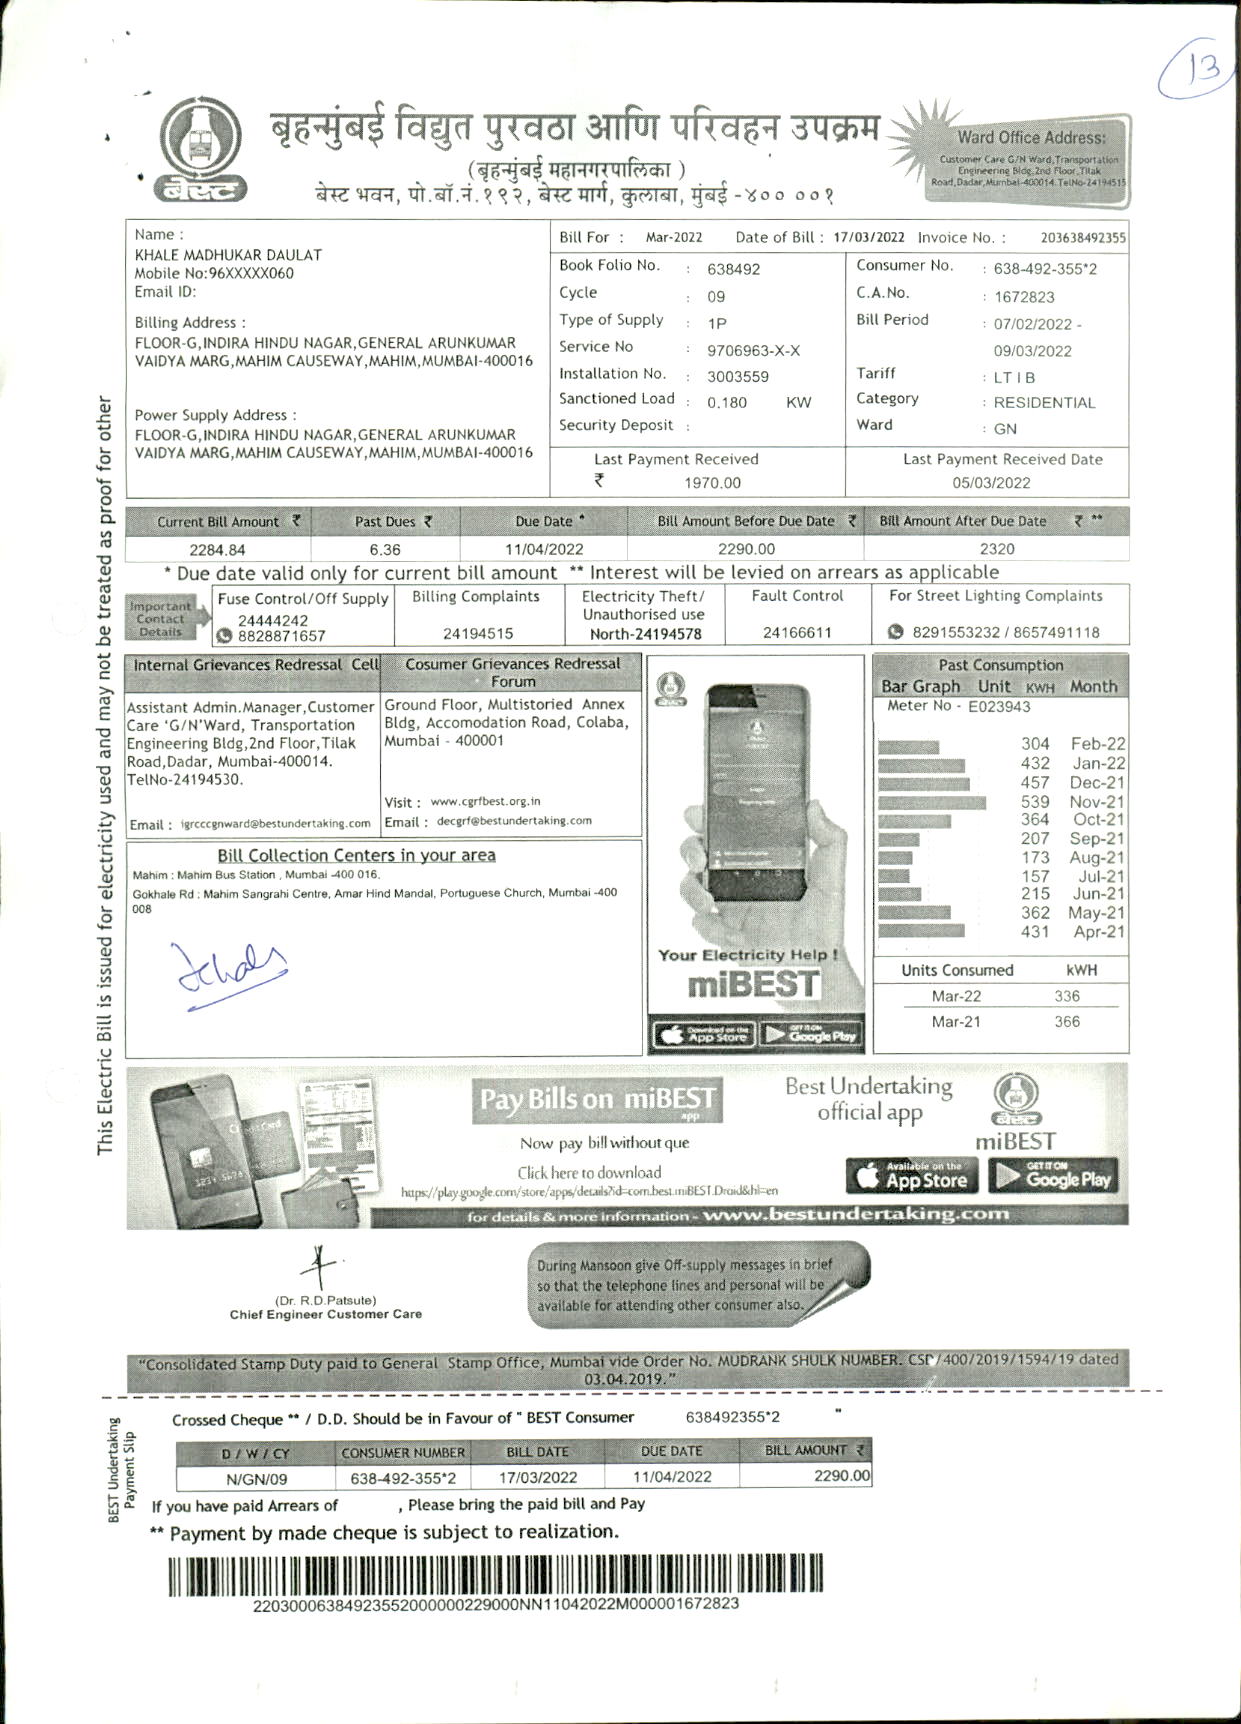 13
बृहन्मुंबई विद्युत पुरवठा आणि परिवहन उपक्रम
(बृहन्मुंबई महानगरपालिका )
बेस्ट भवन, पो.बॉ.नं.१९२, बेस्ट मार्ग, कुलाबा, मुंबई -४०० ००१
बेस्ट
Ward Office Address:
Customer Care G/N Ward,Transportation
Engineering Bldg,2nd Floor,Tilak
Road,Dadar,Mumbai-400014.TelNo-24194515
Name :
KHALE MADHUKAR DAULAT
Mobile No:96XXXXX060
Email ID:
Billing Address :
FLOOR-G,INDIRA HINDU NAGAR,GENERAL ARUNKUMAR
VAIDYA MARG,MAHIM CAUSEWAY,MAHIM,MUMBAI-400016
Power Supply Address :
FLOOR-G,INDIRA HINDU NAGAR,GENERAL ARUNKUMAR
VAIDYA MARG,MAHIM CAUSEWAY,MAHIM,MUMBAI-400016
Bill For : Mar-2022 Date of Bill : 17/03/2022 Invoice No. : 203638492355
Book Folio No. : 638492 Consumer No. : 638-492-355*2
Cycle : 09 C.A.No. : 1672823
Type of Supply : 1P Bill Period : 07/02/2022 -
Service No : 9706963-X-X 09/03/2022
Installation No. : 3003559 Tariff : LT I B
Sanctioned Load : 0.180 KW Category : RESIDENTIAL
Security Deposit : Ward : GN
Last Payment Received Last Payment Received Date
₹ 1970.00 05/03/2022
Current Bill Amount ₹ Past Dues ₹ Due Date * Bill Amount Before Due Date ₹ Bill Amount After Due Date ₹ **
2284.84 6.36 11/04/2022 2290.00 2320
* Due date valid only for current bill amount ** Interest will be levied on arrears as applicable
Important
Contact
Details
Fuse Control/Off Supply
24444242
8828871657
Billing Complaints
24194515
Electricity Theft/
Unauthorised use
North-24194578
Fault Control
24166611
For Street Lighting Complaints
8291553232 / 8657491118
Internal Grievances Redressal Cell
Assistant Admin.Manager,Customer
Care 'G/N'Ward, Transportation
Engineering Bldg,2nd Floor,Tilak
Road,Dadar, Mumbai-400014.
TelNo-24194530.
Email : igrcccgnward@bestundertaking.com
Cosumer Grievances Redressal
Forum
Ground Floor, Multistoried Annex
Bldg, Accomodation Road, Colaba,
Mumbai - 400001
Visit : www.cgrfbest.org.in
Email : decgrf@bestundertaking.com
Bill Collection Centers in your area
Mahim : Mahim Bus Station , Mumbai -400 016.
Gokhale Rd : Mahim Sangrahi Centre, Amar Hind Mandal, Portuguese Church, Mumbai -400
008
Your Electricity Help !
miBEST
Download on the
App Store
GET IT ON
Google Play
Past Consumption
Bar Graph Unit KWH Month
Meter No - E023943
304 Feb-22
432 Jan-22
457 Dec-21
539 Nov-21
364 Oct-21
207 Sep-21
173 Aug-21
157 Jul-21
215 Jun-21
362 May-21
431 Apr-21
Units Consumed kWH
Mar-22 336
Mar-21 366
This Electric Bill is issued for electricity used and may not be treated as proof for other
Pay Bills on miBEST
app
Now pay bill without que
Click here to download
https://play.google.com/store/apps/details?id=com.best.miBEST.Droid&hl=en
Best Undertaking
official app
बेस्ट
miBEST
Available on the
App Store
GET IT ON
Google Play
for details & more information - www.bestundertaking.com
(Dr. R.D.Patsute)
Chief Engineer Customer Care
During Mansoon give Off-supply messages in brief
so that the telephone lines and personal will be
available for attending other consumer also.
"Consolidated Stamp Duty paid to General Stamp Office, Mumbai vide Order No. MUDRANK SHULK NUMBER. CSD/400/2019/1594/19 dated
03.04.2019."
BEST Undertaking
Payment Slip
Crossed Cheque ** / D.D. Should be in Favour of " BEST Consumer 638492355*2 "
D / W / CY CONSUMER NUMBER BILL DATE DUE DATE BILL AMOUNT ₹
N/GN/09 638-492-355*2 17/03/2022 11/04/2022 2290.00
If you have paid Arrears of , Please bring the paid bill and Pay
** Payment by made cheque is subject to realization.
22030006384923552000000229000NN11042022M000001672823